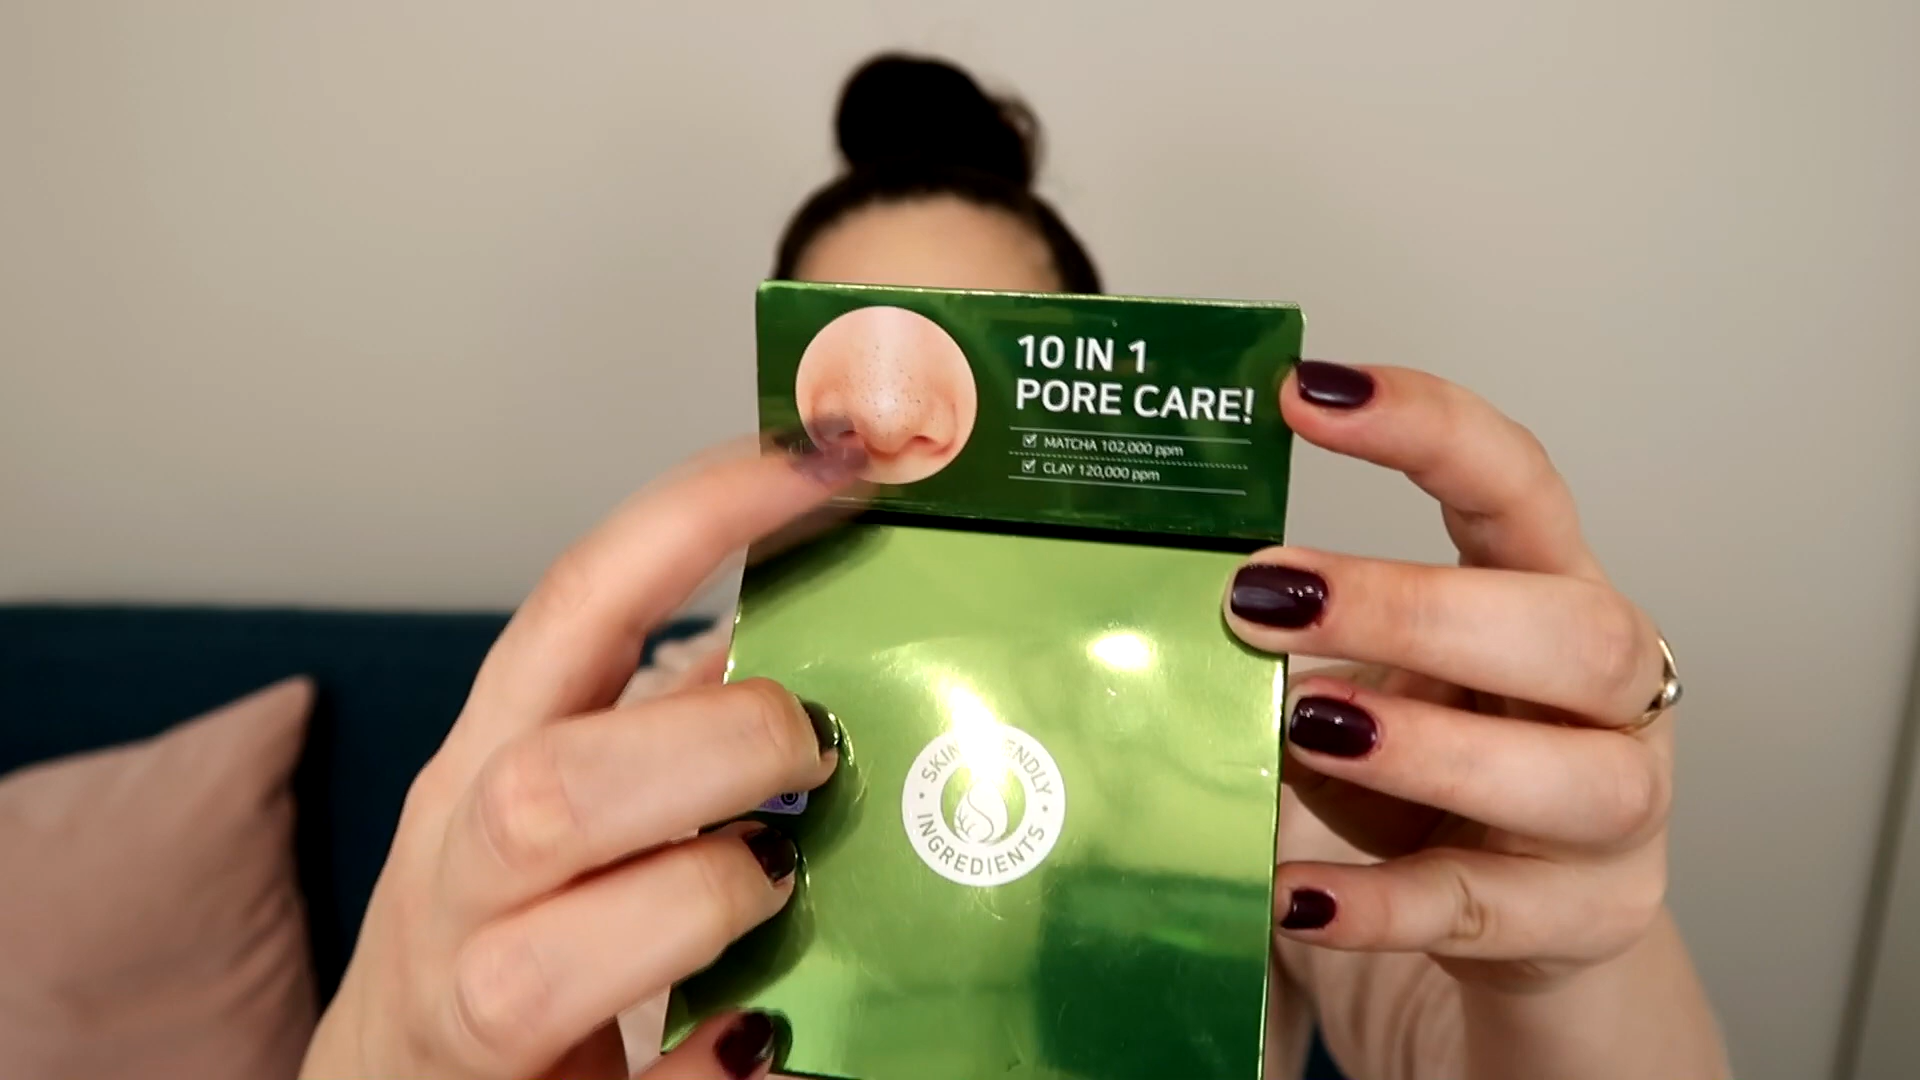 10 IN 1
PORE CARE!
MATCHA 102,000 ppm
CLAY 120,000 ppm
INGREDIENTS